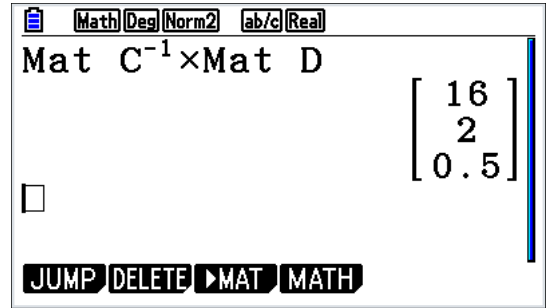 Math Deg Norm2 ab/c Real
Mat C⁻¹×Mat D
16
2
0.5
JUMP DELETE ▶MAT MATH